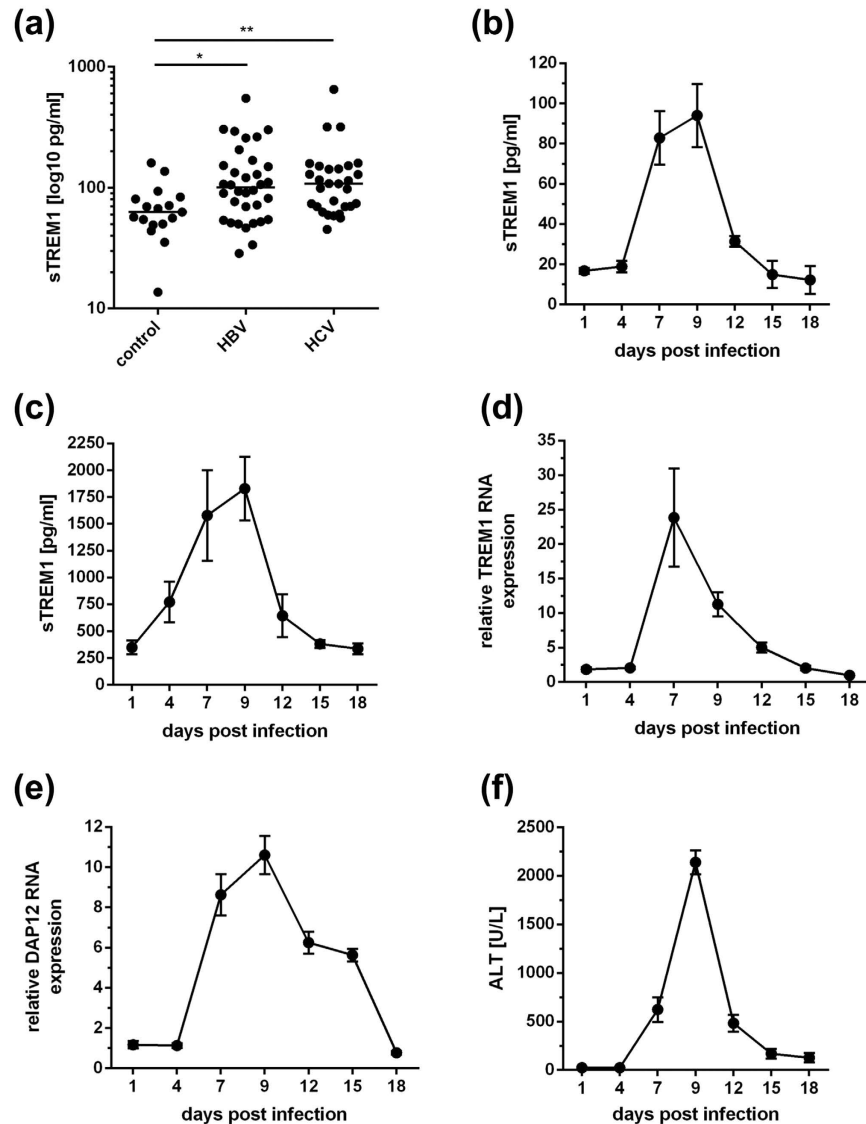 (a)
**
*
1000
100
10
sTREM1 [log10 pg/ml]
control
HBV
HCV
(b)
120
100
80
60
40
20
0
sTREM1 [pg/ml]
1 4 7 9 12 15 18
days post infection
(c)
2250
2000
1750
1500
1250
1000
750
500
250
0
sTREM1 [pg/ml]
1 4 7 9 12 15 18
days post infection
(d)
35
30
25
20
15
10
5
0
relative TREM1 RNA
expression
1 4 7 9 12 15 18
days post infection
(e)
12
10
8
6
4
2
0
relative DAP12 RNA
expression
1 4 7 9 12 15 18
days post infection
(f)
2500
2000
1500
1000
500
0
ALT [U/L]
1 4 7 9 12 15 18
days post infection